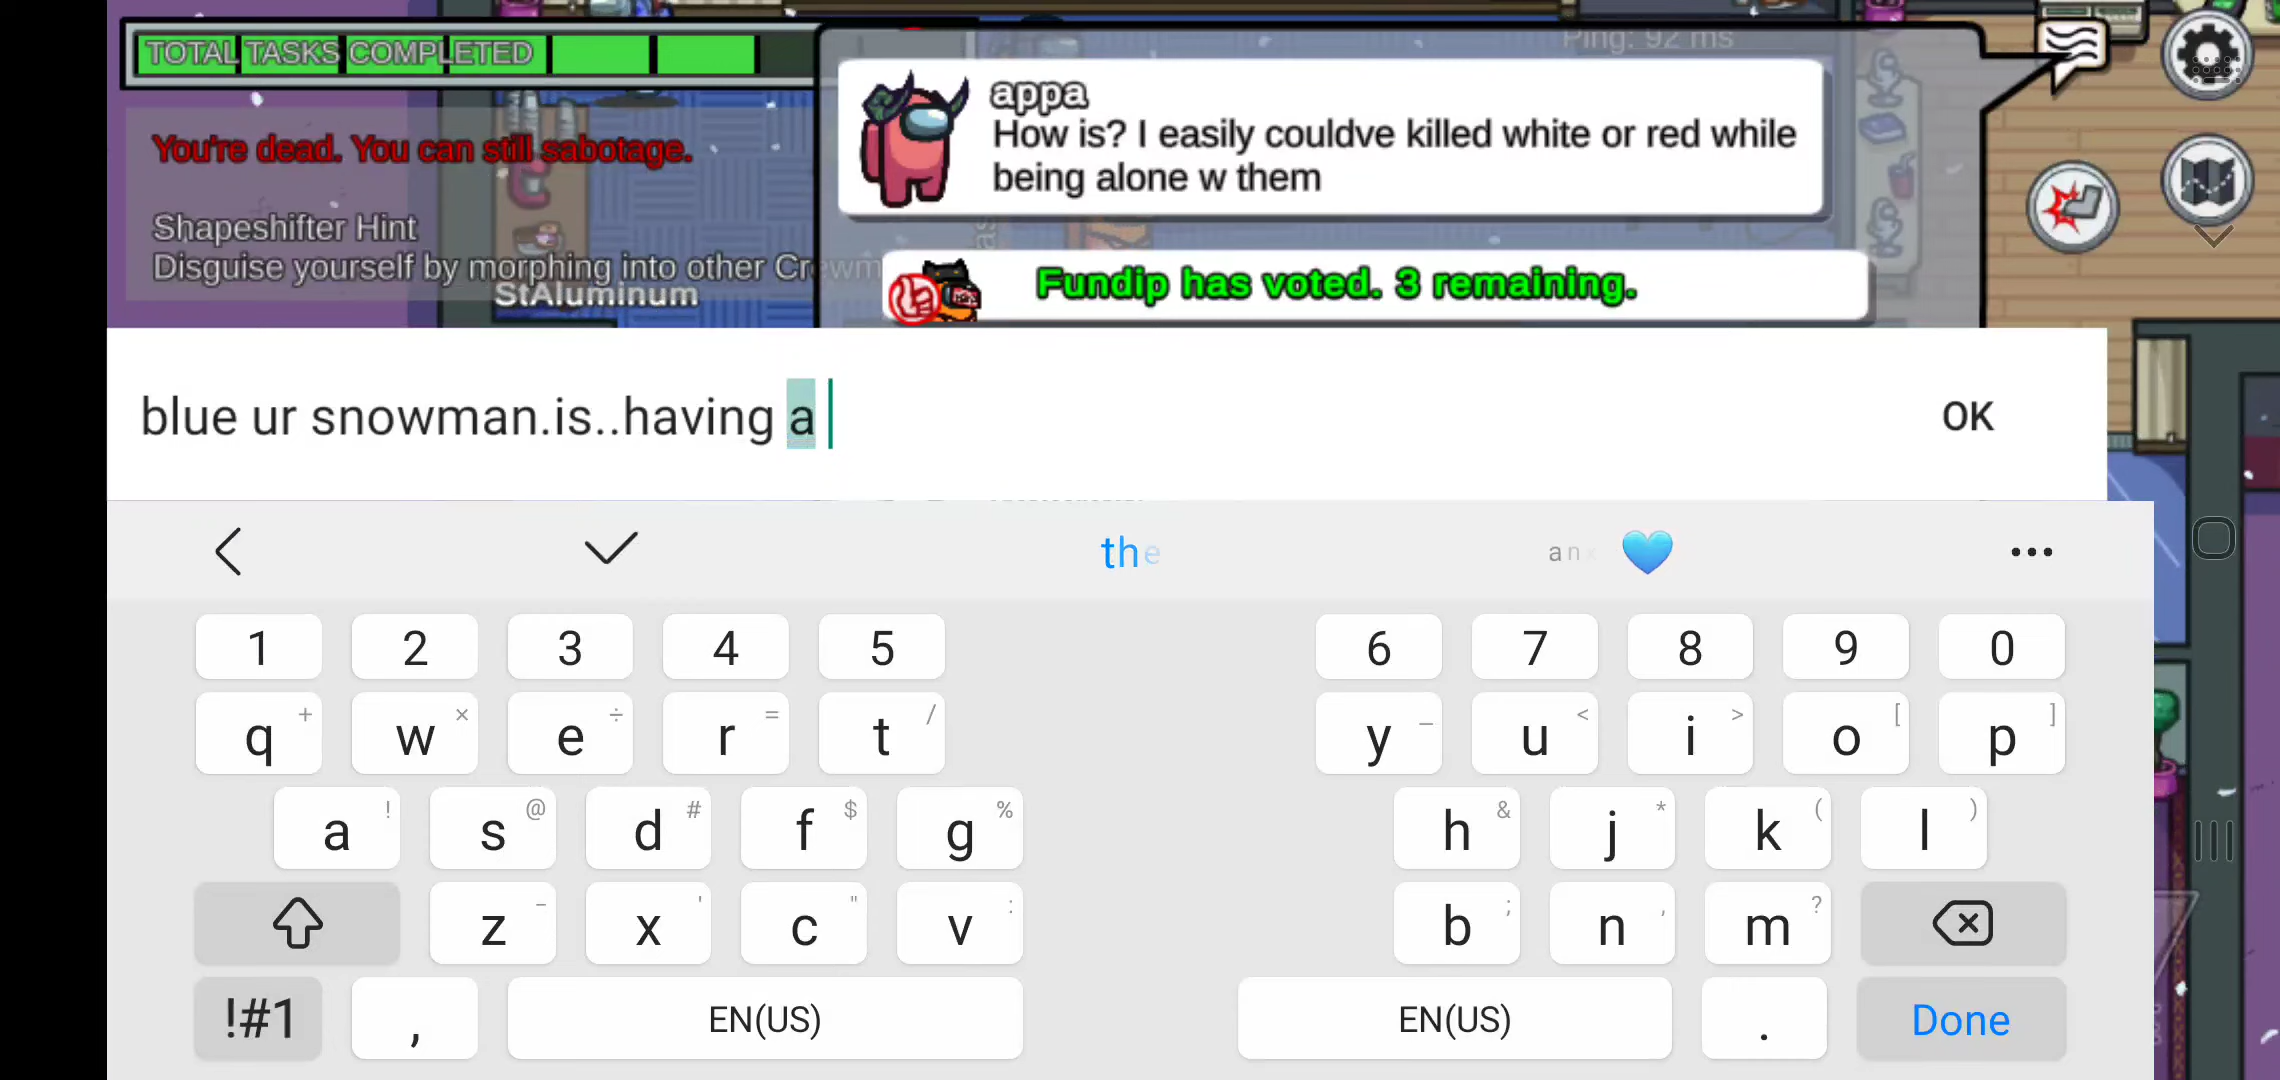 TOTAL TASKS COMPLETED
Ping: 92 ms
appa
How is? I easily couldve killed white or red while
being alone w them
You're dead. You can still sabotage.
Shapeshifter Hint
Disguise yourself by morphing into other Crewm
StAluminum
Fundip has voted. 3 remaining.
blue ur snowman.is..having a
OK
the
an
1 2 3 4 5 6 7 8 9 0
q + w × e ÷ r = t / y _ u < i > o [ p ]
a ! s @ d # f $ g % h & j * k ( l )
z - x ' c " v : b ; n , m ?
!#1 , EN(US) EN(US) . Done